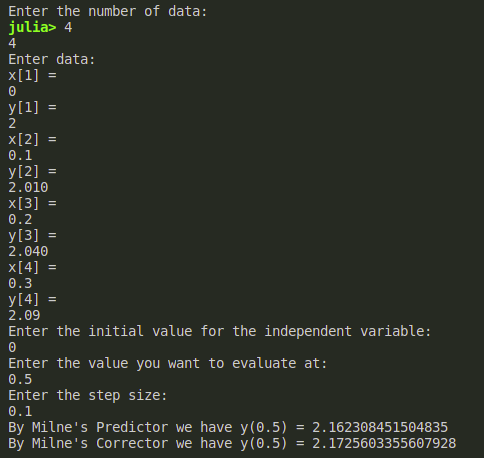 Enter the number of data:
julia> 4
4
Enter data:
x[1] =
0
y[1] =
2
x[2] =
0.1
y[2] =
2.010
x[3] =
0.2
y[3] =
2.040
x[4] =
0.3
y[4] =
2.09
Enter the initial value for the independent variable:
0
Enter the value you want to evaluate at:
0.5
Enter the step size:
0.1
By Milne's Predictor we have y(0.5) = 2.162308451504835
By Milne's Corrector we have y(0.5) = 2.1725603355607928